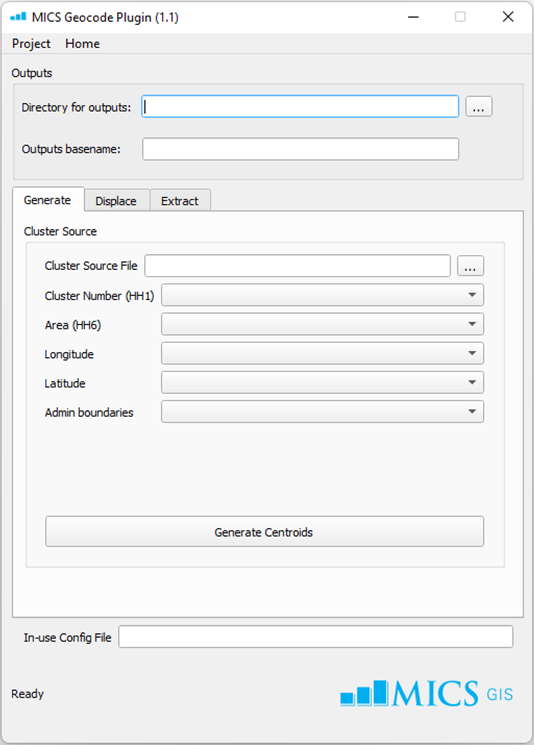 MICS Geocode Plugin (1.1)
Project Home
Outputs
Directory for outputs:
...
Outputs basename:
Generate Displace Extract
Cluster Source
Cluster Source File
...
Cluster Number (HH1)
Area (HH6)
Longitude
Latitude
Admin boundaries
Generate Centroids
In-use Config File
Ready
MICS GIS